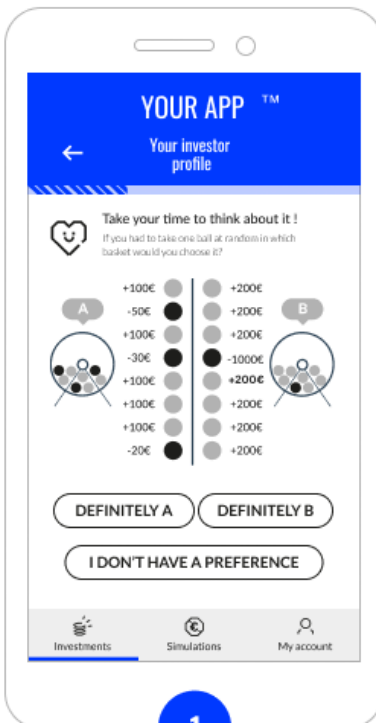 YOUR APP ™
Your investor
profile
Take your time to think about it !
If you had to take one ball at random in which
basket would you choose it?
+100€ +200€
A -50€ +200€ B
+100€ +200€
-30€ -1000€
+100€ +200€
+100€ +200€
+100€ +200€
-20€ +200€
DEFINITELY A DEFINITELY B
I DON'T HAVE A PREFERENCE
Investments Simulations My account
1